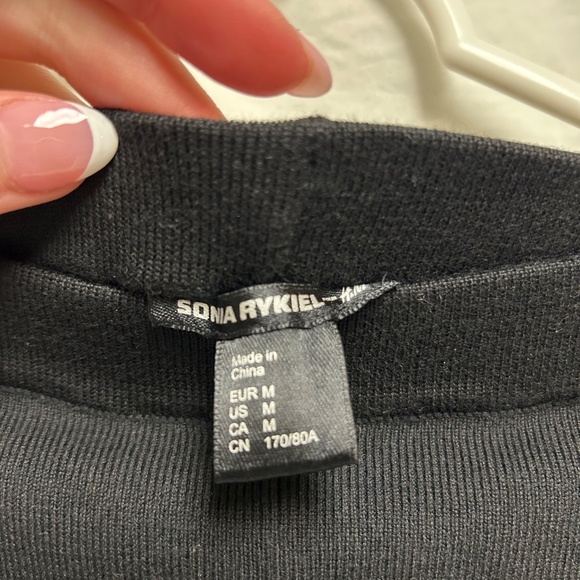 SONIA RYKIEL
Made in
China
EUR M
US M
CA M
CN 170/80A